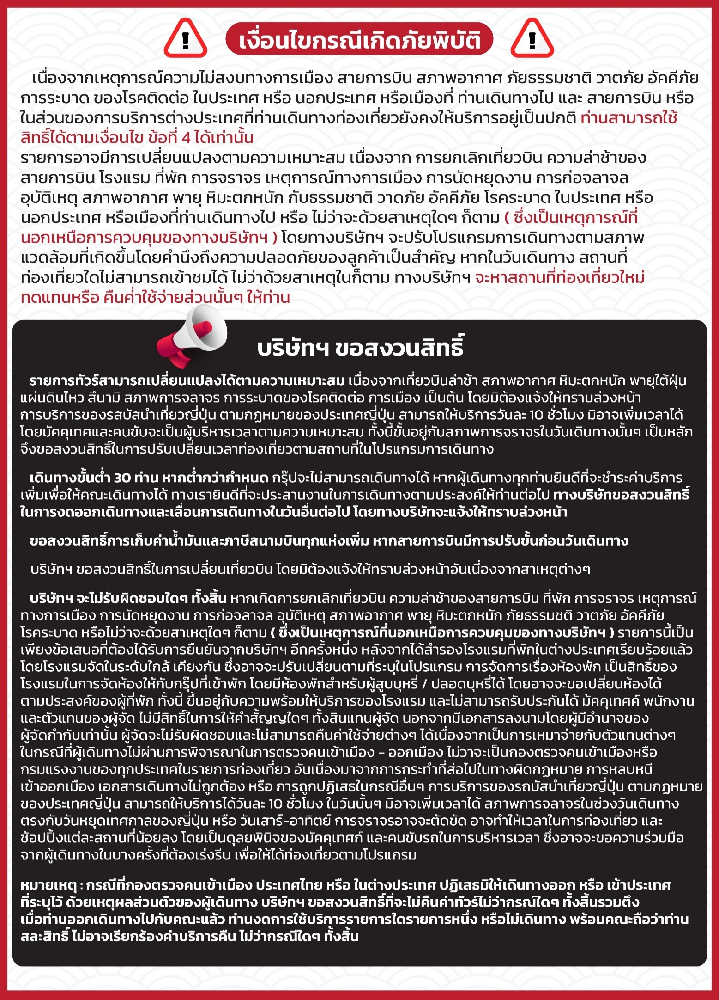 เงื่อนไขกรณีเกิดภัยพิบัติ
เนื่องจากเหตุการณ์ความไม่สงบทางการเมือง สายการบิน สภาพอากาศ ภัยธรรมชาติ วาตภัย อัคคีภัย
การระบาด ของโรคติดต่อ ในประเทศ หรือ นอกประเทศ หรือเมืองที่ ท่านเดินทางไป และ สายการบิน หรือ
ในส่วนของการบริการต่างประเทศที่ท่านเดินทางท่องเที่ยวยังคงให้บริการอยู่เป็นปกติ ท่านสามารถใช้
สิทธิ์ได้ตามเงื่อนไข ข้อที่ 4 ได้เท่านั้น
รายการอาจมีการเปลี่ยนแปลงตามความเหมาะสม เนื่องจาก การยกเลิกเที่ยวบิน ความล่าช้าของ
สายการบิน โรงแรม ที่พัก การจราจร เหตุการณ์ทางการเมือง การนัดหยุดงาน การก่อจลาจล
อุบัติเหตุ สภาพอากาศ พายุ หิมะตกหนัก กับธรรมชาติ วาดภัย อัคคีภัย โรคระบาด ในประเทศ หรือ
นอกประเทศ หรือเมืองที่ท่านเดินทางไป หรือ ไม่ว่าจะด้วยสาเหตุใดๆ ก็ตาม ( ซึ่งเป็นเหตุการณ์ที่
นอกเหนือการควบคุมของทางบริษัทฯ ) โดยทางบริษัทฯ จะปรับโปรแกรมการเดินทางตามสภาพ
แวดล้อมที่เกิดขึ้นโดยคำนึงถึงความปลอดภัยของลูกค้าเป็นสำคัญ หากในวันเดินทาง สถานที่
ท่องเที่ยวใดไม่สามารถเข้าชมได้ ไม่ว่าด้วยสาเหตุในก็ตาม ทางบริษัทฯ จะหาสถานที่ท่องเที่ยวใหม่
ทดแทนหรือ คืนค่ำใช้จ่ายส่วนนั้นๆ ให้ท่าน
บริษัทฯ ขอสงวนสิทธิ์
รายการทัวร์สามารถเปลี่ยนแปลงได้ตามความเหมาะสม เนื่องจากเที่ยวบินล่าช้า สภาพอากาศ หิมะตกหนัก พายุใต้ฝุ่น
แผ่นดินไหว สึนามิ สภาพการจลาจร การระบาดของโรคติดต่อ การเมือง เป็นต้น โดยมิต้องแจ้งให้ทราบล่วงหน้า
การบริการของรสบัสนำเที่ยวญี่ปุ่น ตามกฎหมายของประเทศญี่ปุ่น สามารถให้บริการวันละ 10 ชั่วโมง มิอาจเพิ่มเวลาได้
โดยมัคคุเทศและคนขับจะเป็นผู้บริหารเวลาตามความเหมาะสม ทั้งนี้ขั้นอยู่กับสภาพการจราจรในวันเดินทางนั้นๆ เป็นหลัก
จึงขอสงวนสิทธิ์ในการปรับเปลี่ยนเวลาท่องเที่ยวตามสถานที่ในโปรแกรมการเดินทาง
เดินทางขั้นต่ำ 30 ท่าน หากต่ำกว่ากำหนด กรุ๊ปจะไม่สามารถเดินทางได้ หากผู้เดินทางทุกท่านยินดีที่จะชำระค่าบริการ
เพิ่มเพื่อให้คณะเดินทางได้ ทางเรายินดีที่จะประสานงานในการเดินทางตามประสงค์ให้ท่านต่อไป ทางบริษัทขอสงวนสิทธิ์
ในการงดออกเดินทางและเลื่อนการเดินทางในวันอื่นต่อไป โดยทางบริษัทจะแจ้งให้ทราบล่วงหน้า
ขอสงวนสิทธิ์การเก็บค่าน้ำมันและภาษีสนามบินทุกแห่งเพิ่ม หากสายการบินมีการปรับขั้นก่อนวันเดินทาง
บริษัทฯ ขอสงวนสิทธิ์ในการเปลี่ยนเที่ยวบิน โดยมิต้องแจ้งให้ทราบล่วงหน้าอันเนื่องจากสาเหตุต่างๆ
บริษัทฯ จะไม่รับผิดชอบใดๆ ทั้งสิ้น หากเกิดการยกเลิกเที่ยวบิน ความล่าช้าของสายการบิน ที่พัก การจราจร เหตุการณ์
ทางการเมือง การนัดหยุดงาน การก่อจลาจล อุบัติเหตุ สภาพอากาศ พายุ หิมะตกหนัก ภัยธรรมชติ วาตภัย อัคคีภัย
โรคระบาด หรือไม่ว่าจะด้วยสาเหตุใดๆ ก็ตาม ( ซึ่งเป็นเหตุการณ์ที่นอกเหนือการควบคุมของทางบริษัทฯ ) รายการนี้เป็น
เพียงข้อเสนอที่ต้องได้รับการยืนยันจากบริษัทฯ อีกครั้งหนึ่ง หลังจากได้สำรองโรงแรมที่พักในต่างประเทศเรียบร้อยแล้ว
โดยโรงแรมจัดในระดับใกล้ เคียงกัน ซึ่งอาจจะปรับเปลี่ยนตามที่ระบุในโปรแกรม การจัดการเรื่องห้องพัก เป็นสิทธิ์ของ
โรงแรมในการจัดห้องให้กับกรุ๊ปที่เข้าพัก โดยมีห้องพักสำหรับผู้สูบบุหรี่ / ปลอดบุหรี่ได้ โดยอาจจะขอเปลี่ยนห้องได้
ตามประสงค์ของผู้ที่พัก ทั้งนี้ ขึ้นอยู่กับความพร้อมให้บริการของโรงแรม และไม่สามารถรับประกันได้ มัคคุเทศค์ พนักงาน
และตัวแทนของผู้จัด ไม่มีสิทธิ์ในการให้คำสั้ญญใดๆ ทั้งสินแทนผู้จัด นอกจากมีเอกสารลงนามโดยผู้มีอำนาจของ
ผู้จัดกำกับเท่านั้น ผู้จัดจะไม่รับผิดชอบและไม่สามารถคืนค่าใช้จ่ายต่างๆ ได้เนื่องจากเป็นการเหมาจ่ายกับตัวแทนต่างๆ
ในกรณีที่ผู้เดินทางไม่ผ่านการพิจารณาในการตรวจคนเข้าเมือง – ออกเมือง ไม่วาจะเป็นกองตรวจคนเข้าเมืองหรือ
กรมแรงงานของทุกประเทศในรายการท่องเที่ยว อันเนื่องมาจากการกระทำที่ส่อไปในทางผิดกฎหมาย การหลบหนี
เข้าออกเมือง เอกสารเดินทางไม่ถูกต้อง หรือ การถูกปฏิเสธในกรณีอื่นๆ การบริการของรถบัสนำเที่ยวญี่ปุ่น ตามกฎหมาย
ของประเทศญี่ปุ่น สามารถให้บริการได้วันละ 10 ชั่วโมง ในวันนั้นๆ มิอาจเพิ่มเวลาได้ สภาพการจลาจรในช่วงวันเดินทาง
ตรงกับวันหยุดเทศกาลของญี่ปุ่น หรือ วันเสาร์–อาทิตย์ การจราจรอาจจะตัดขัด อาจทำให้เวลาในการท่องเที่ยว และ
ช้อปปิ้งแต่ละสถานที่น้อยลง โดยเป็นดุลยพินิจของมัคคุเทศก์ และคนขับรถในการบริหารเวลา ซึ่งอาจจะขอความร่วมมือ
จากผู้เดินทางในบางครั้งที่ต้องเร่งรีบ เพื่อให้ได้ท่องเที่ยวตามโปรแกรม
หมายเหตุ : กรณีที่กองตรวจคนเข้าเมือง ประเทศไทย หรือ ในต่างประเทศ ปฏิเสธมิให้เดินทางออก หรือ เข้าประเทศ
ที่ระบุไว้ ด้วยเหตุผลส่วนตัวของผู้เดินทาง บริษัทฯ ขอสงวนสิทธิ์ที่จะไม่คืนค่าทัวร์ไม่ว่ากรณ์ใดๆ ทั้งสิ้นรวมตึง
เมื่อท่านออกเดินทางไปกับคณะแล้ว ท่านงดการใช้บริการรายการใดรายการหนึ่ง หรือไม่เดินทาง พร้อมคณะถือว่าท่าน
สละสิทธิ์ ไม่อาจเรียกร้องค่าบริการคืน ไม่ว่ากรณีใดๆ ทั้งสิ้น